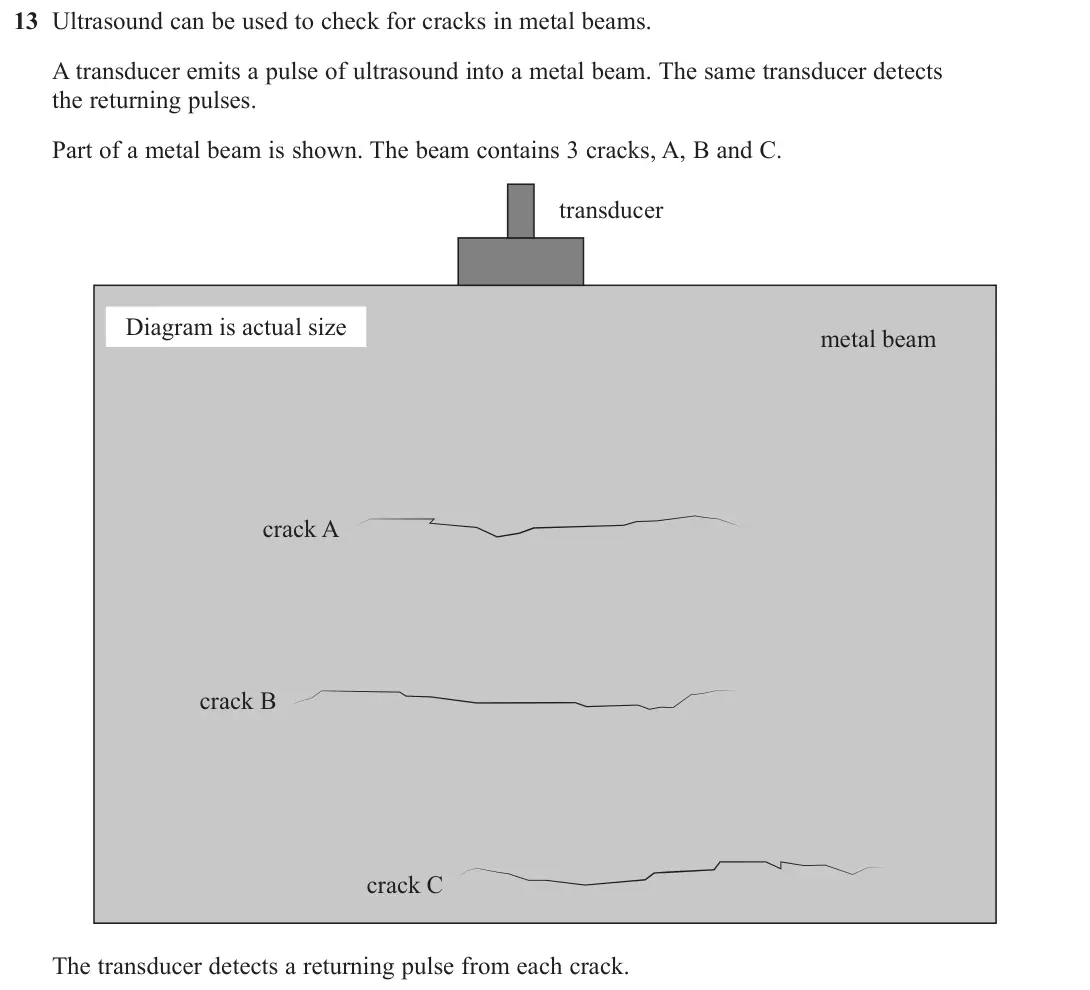 13 Ultrasound can be used to check for cracks in metal beams.
A transducer emits a pulse of ultrasound into a metal beam. The same transducer detects
the returning pulses.
Part of a metal beam is shown. The beam contains 3 cracks, A, B and C.
transducer
Diagram is actual size
metal beam
crack A
crack B
crack C
The transducer detects a returning pulse from each crack.